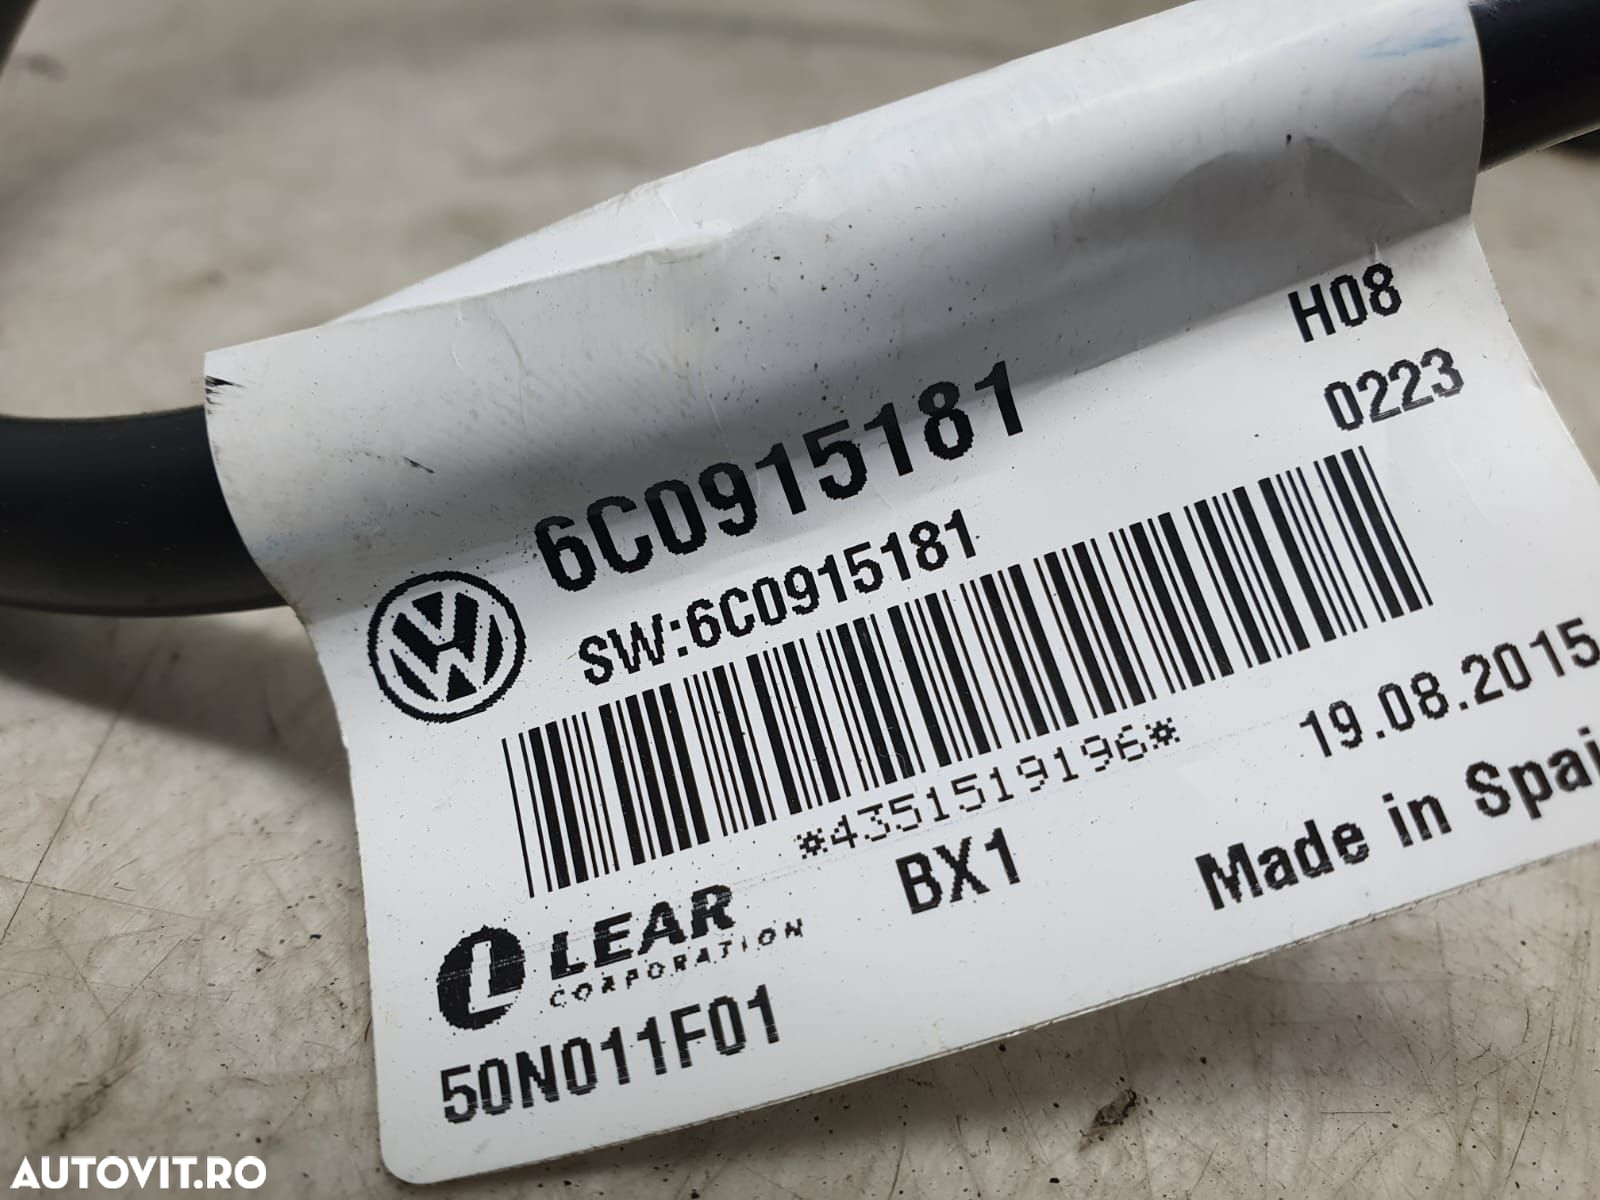 H08
0223
6C0915181
SW:6C0915181
*4351519196*
19.08.2015
BX1
Made in Spai
LEAR
CORPORATION
50N011F01
AUTOVIT.RO